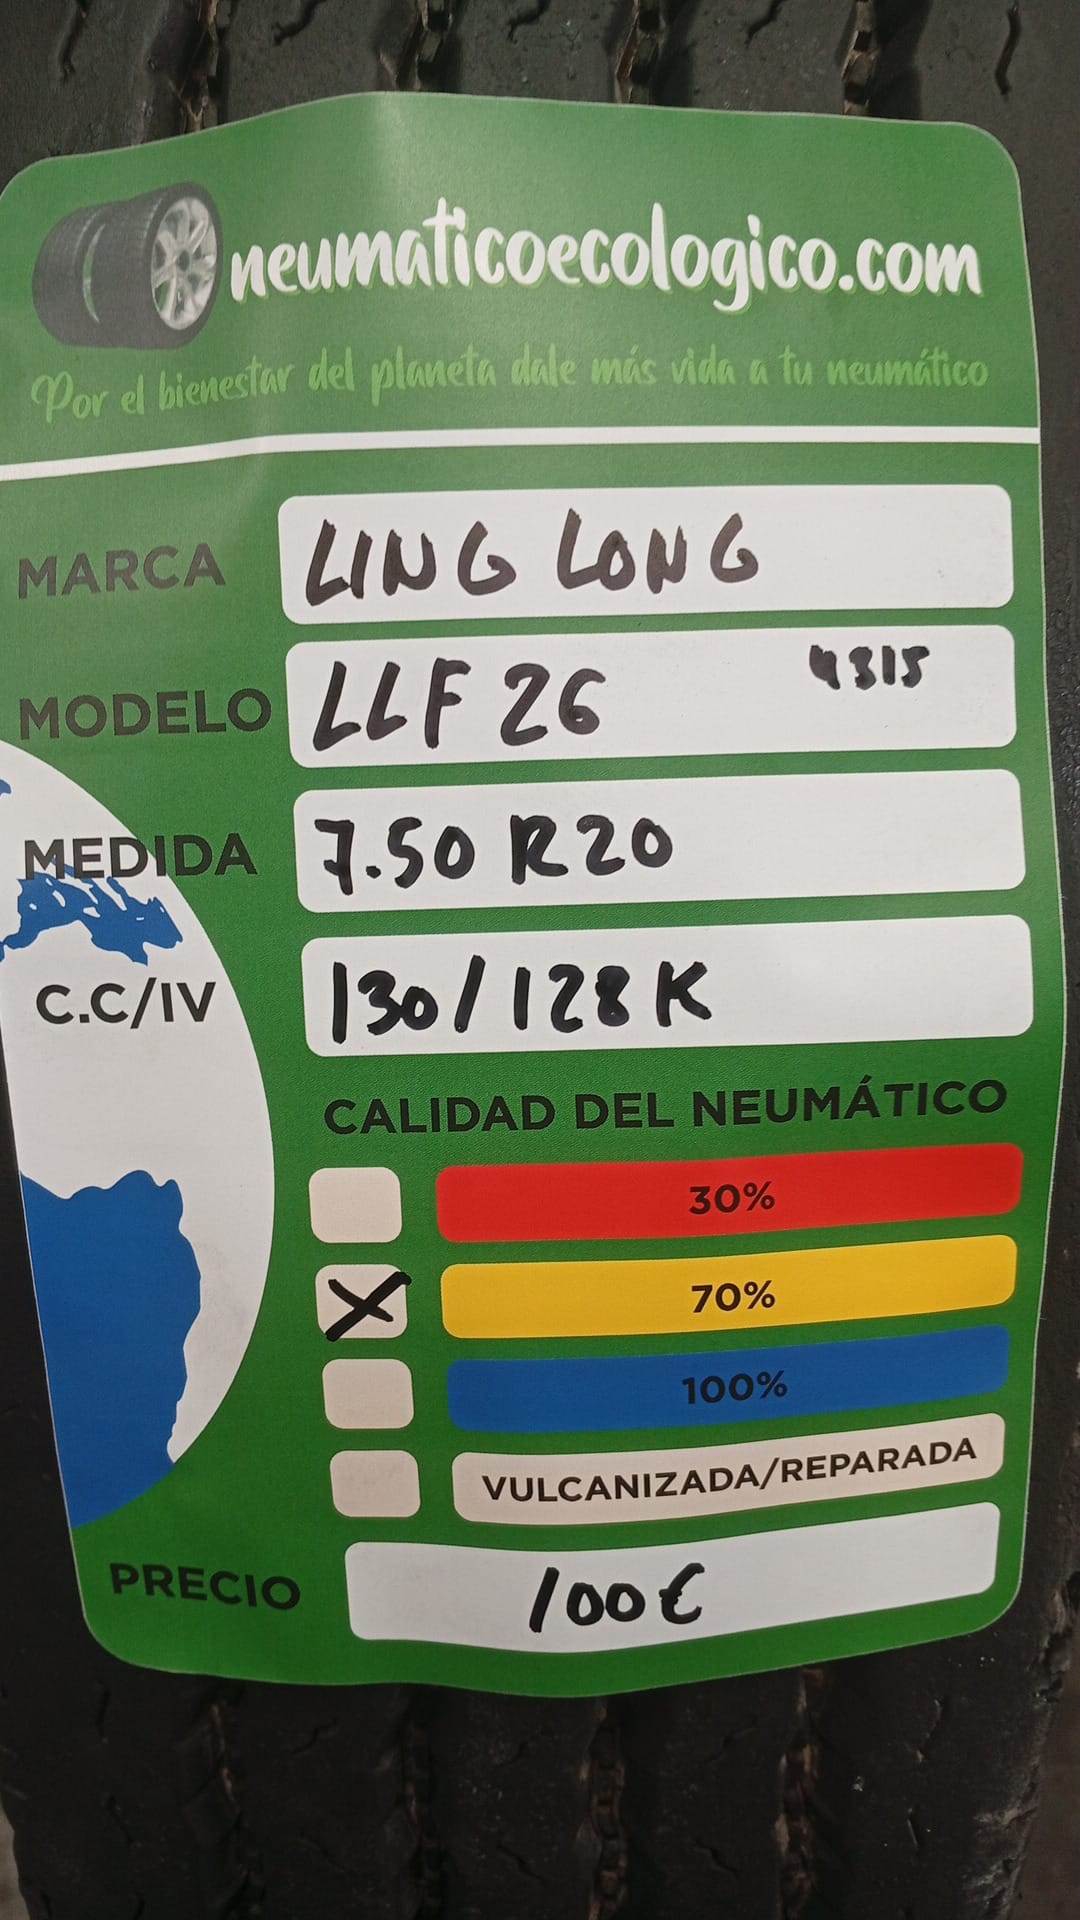 neumaticoecologico.com
Por el bienestar del planeta dale más vida a tu neumático
MARCA LING LONG
MODELO LLF 26 4315
MEDIDA 7.50 R20
C.C/IV 130/128K
CALIDAD DEL NEUMÁTICO
30%
X 70%
100%
VULCANIZADA/REPARADA
PRECIO 100€